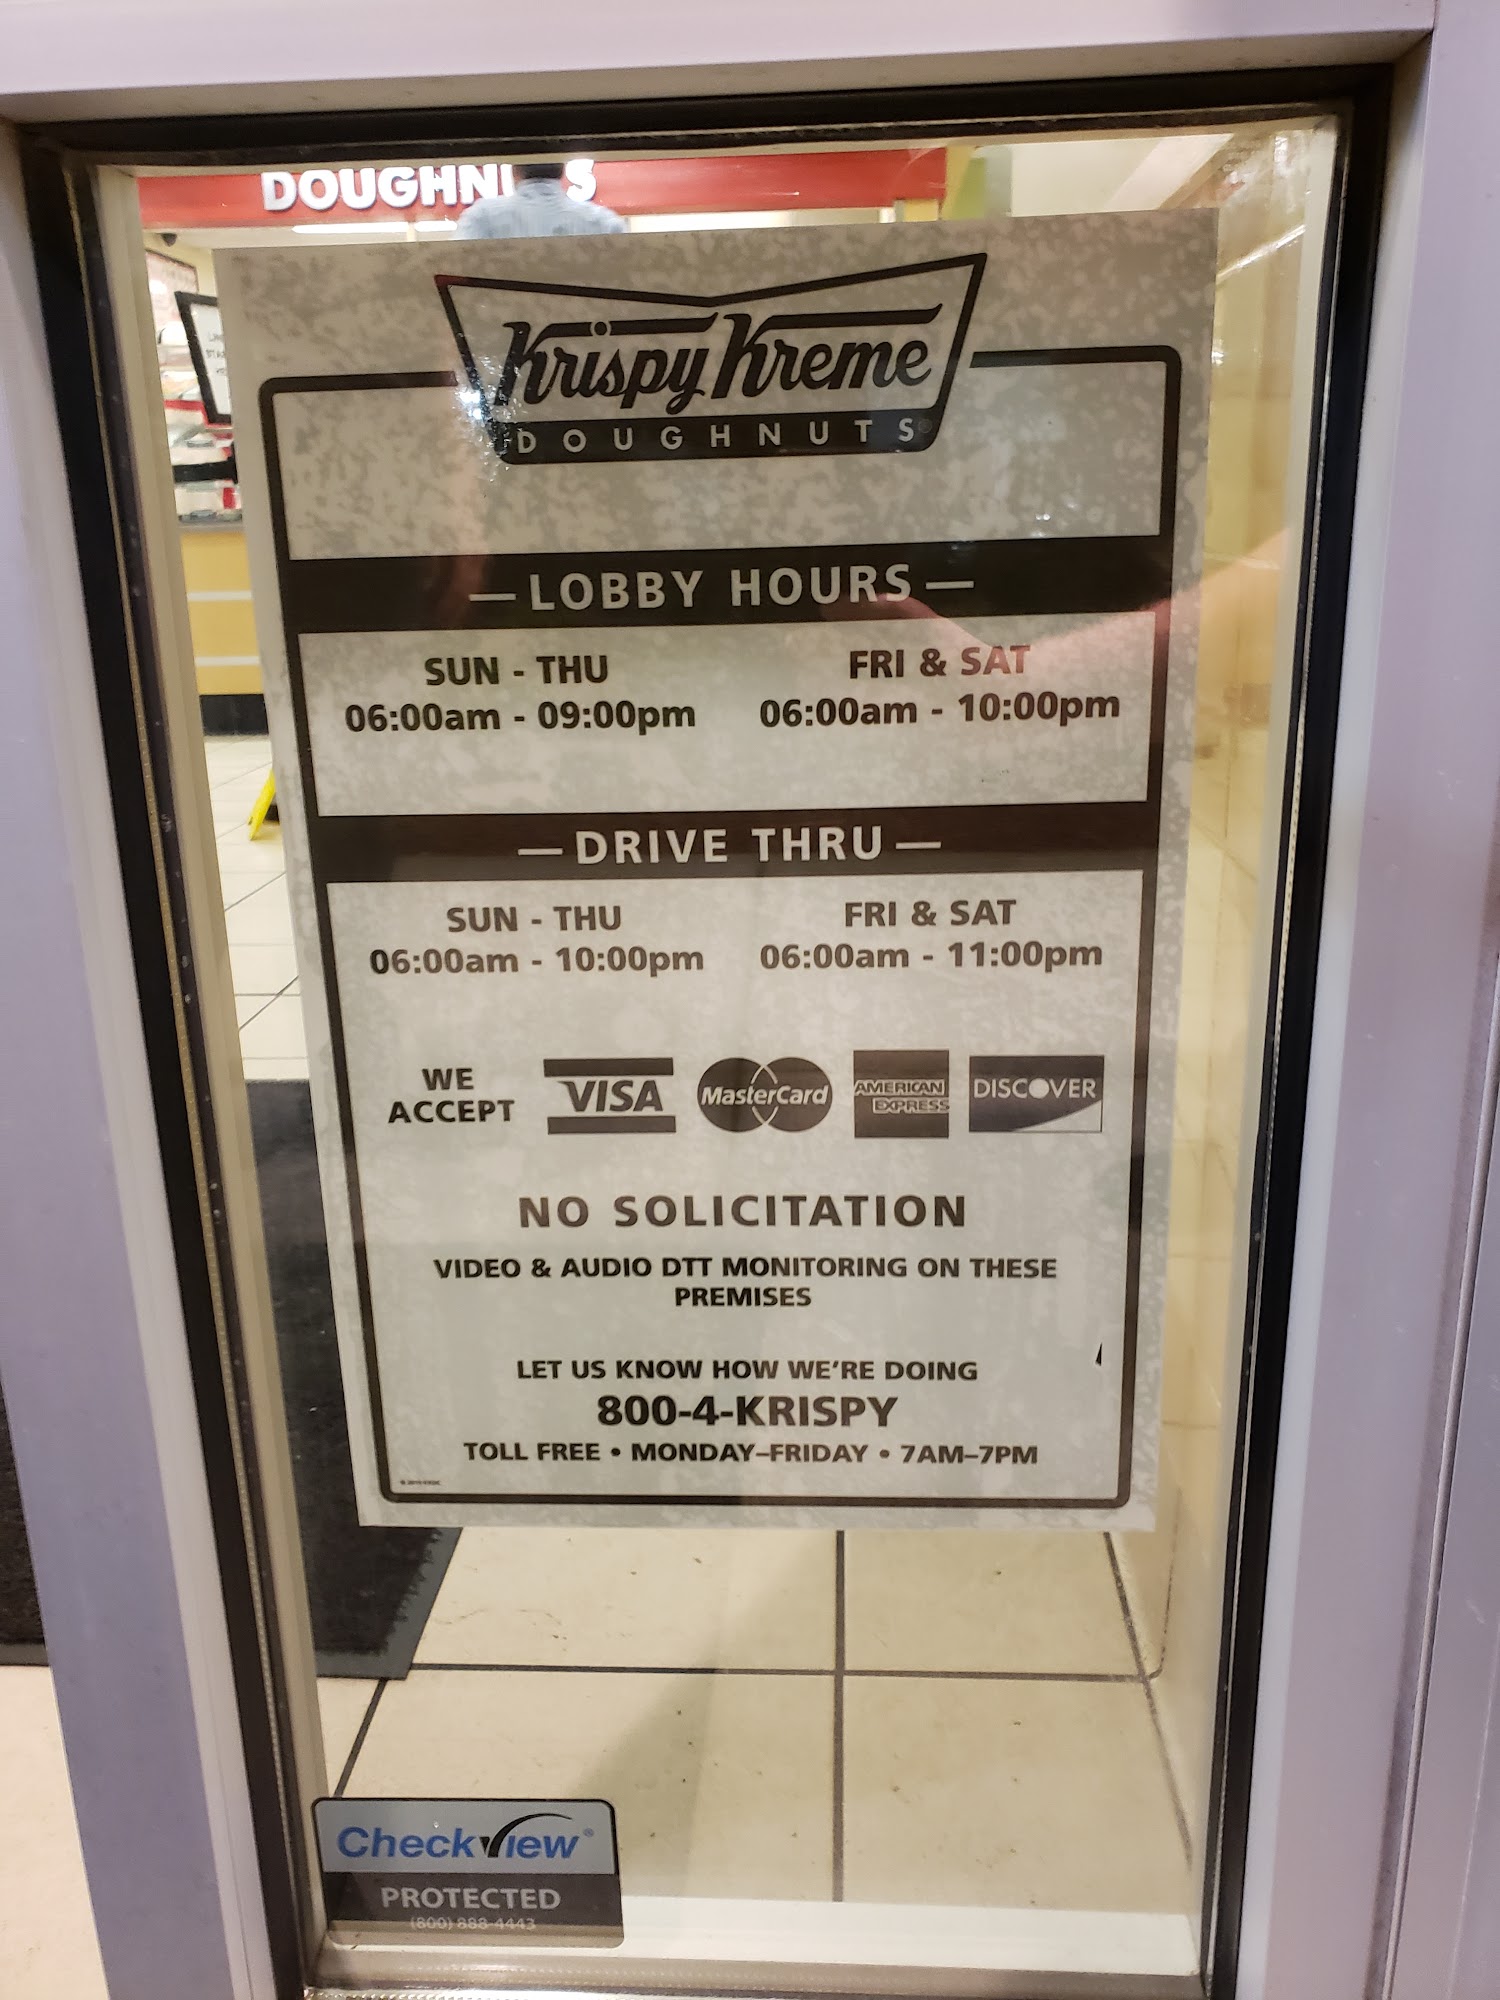 DOUGHN S
Krispy Kreme
DOUGHNUTS®
— LOBBY HOURS —
SUN - THU FRI & SAT
06:00am - 09:00pm 06:00am - 10:00pm
— DRIVE THRU —
SUN - THU FRI & SAT
06:00am - 10:00pm 06:00am - 11:00pm
WE
ACCEPT
VISA
MasterCard
AMERICAN
EXPRESS
DISCOVER
NO SOLICITATION
VIDEO & AUDIO DTT MONITORING ON THESE
PREMISES
LET US KNOW HOW WE'RE DOING
800-4-KRISPY
TOLL FREE • MONDAY–FRIDAY • 7AM–7PM
Checkview®
PROTECTED
(800) 888-4443